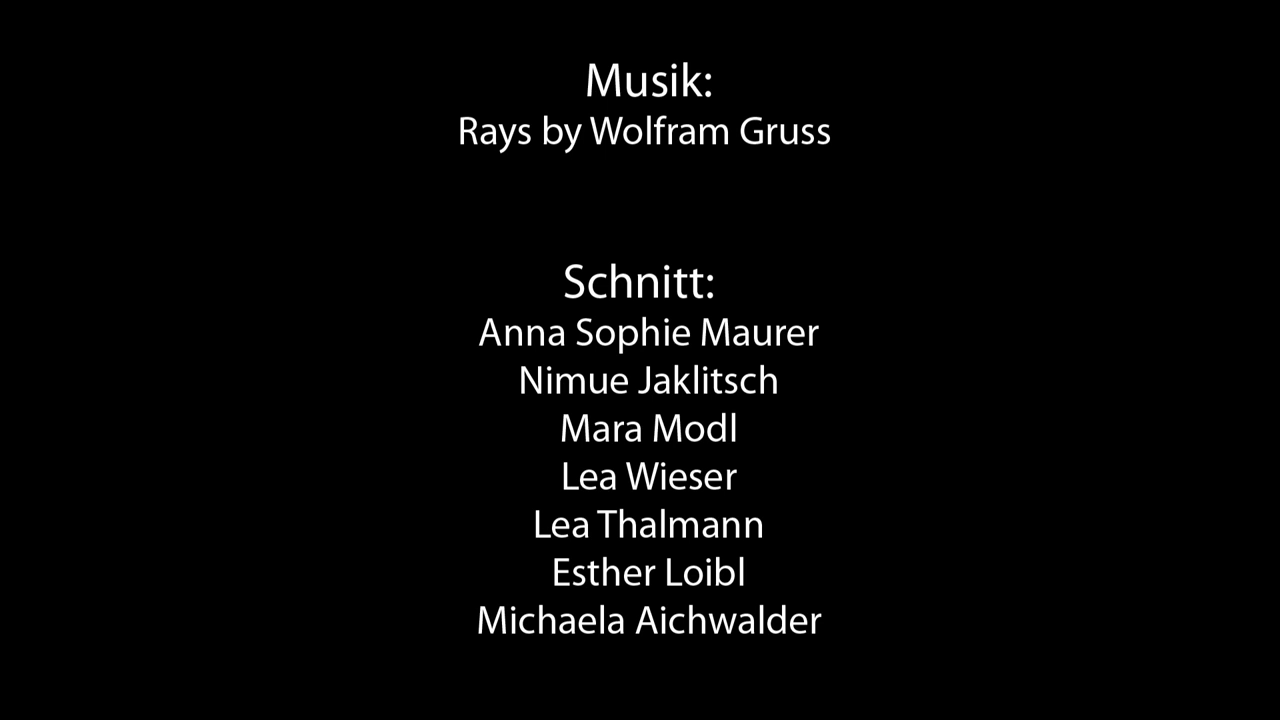 Musik:
Rays by Wolfram Gruss
Schnitt:
Anna Sophie Maurer
Nimue Jaklitsch
Mara Modl
Lea Wieser
Lea Thalmann
Esther Loibl
Michaela Aichwalder